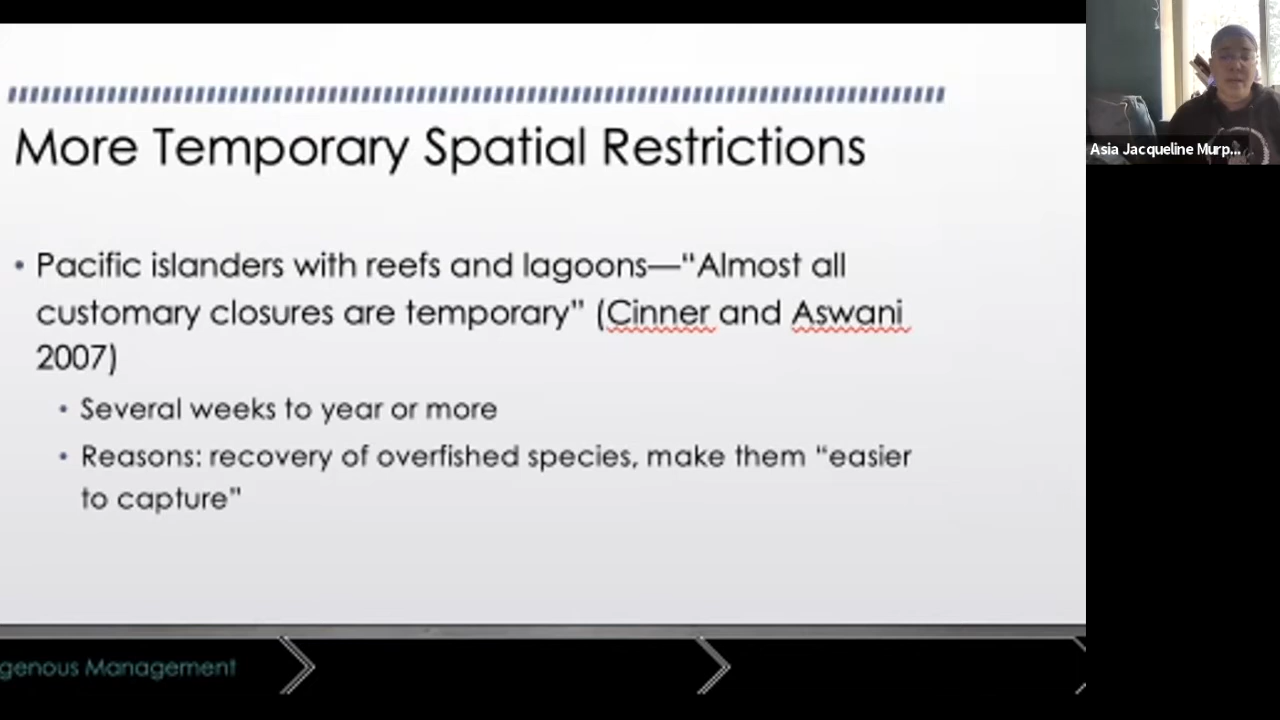 More Temporary Spatial Restrictions
• Pacific islanders with reefs and lagoons—“Almost all
customary closures are temporary” (Cinner and Aswani
2007)
• Several weeks to year or more
• Reasons: recovery of overfished species, make them “easier
to capture”
genous Management
Asia Jacqueline Murp...